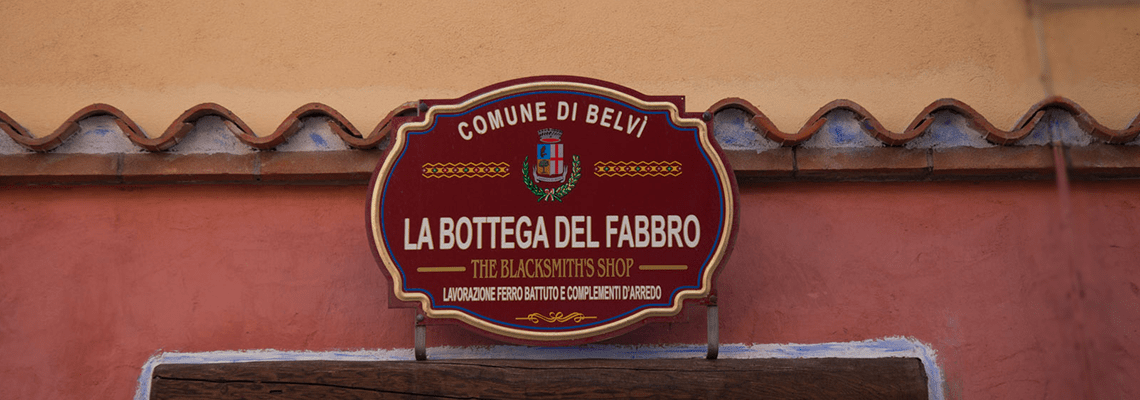 COMUNE DI BELVÌ
LA BOTTEGA DEL FABBRO
THE BLACKSMITH'S SHOP
LAVORAZIONE FERRO BATTUTO E COMPLEMENTI D'ARREDO